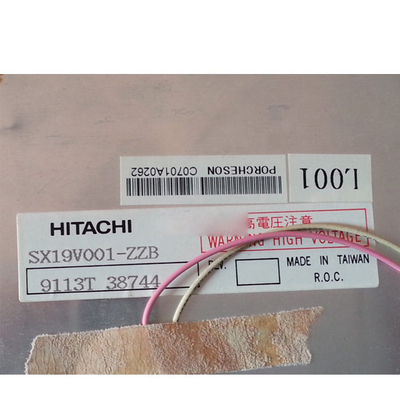 PORCHESON C0701A0262
L001
HITACHI
高電圧注意
WARNING HIGH VOLTAGE
SX19V001-ZZB
REV.
MADE IN TAIWAN
R.O.C.
9113T 38744